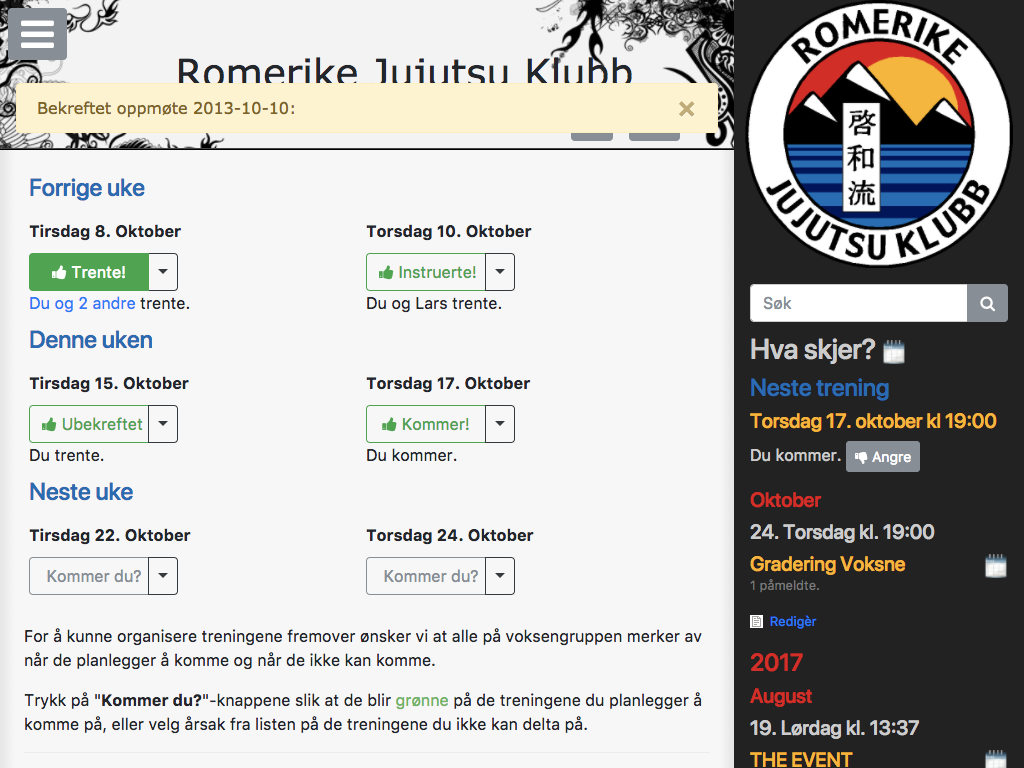 Romerike Jujutsu Klubb
Bekreftet oppmøte 2013-10-10:
×
Forrige uke
Tirsdag 8. Oktober
Torsdag 10. Oktober
Trente!
Instruerte!
Du og 2 andre trente.
Du og Lars trente.
Denne uken
Tirsdag 15. Oktober
Torsdag 17. Oktober
Ubekreftet
Kommer!
Du trente.
Du kommer.
Neste uke
Tirsdag 22. Oktober
Torsdag 24. Oktober
Kommer du?
Kommer du?
For å kunne organisere treningene fremover ønsker vi at alle på voksengruppen merker av
når de planlegger å komme og når de ikke kan komme.
Trykk på "Kommer du?"-knappene slik at de blir grønne på de treningene du planlegger å
komme på, eller velg årsak fra listen på de treningene du ikke kan delta på.
ROMERIKE
啓和流
JUJUTSU KLUBB
Søk
Hva skjer?
Neste trening
Torsdag 17. oktober kl 19:00
Du kommer. Angre
Oktober
24. Torsdag kl. 19:00
Gradering Voksne
1 påmeldte.
Redigèr
2017
August
19. Lørdag kl. 13:37
THE EVENT